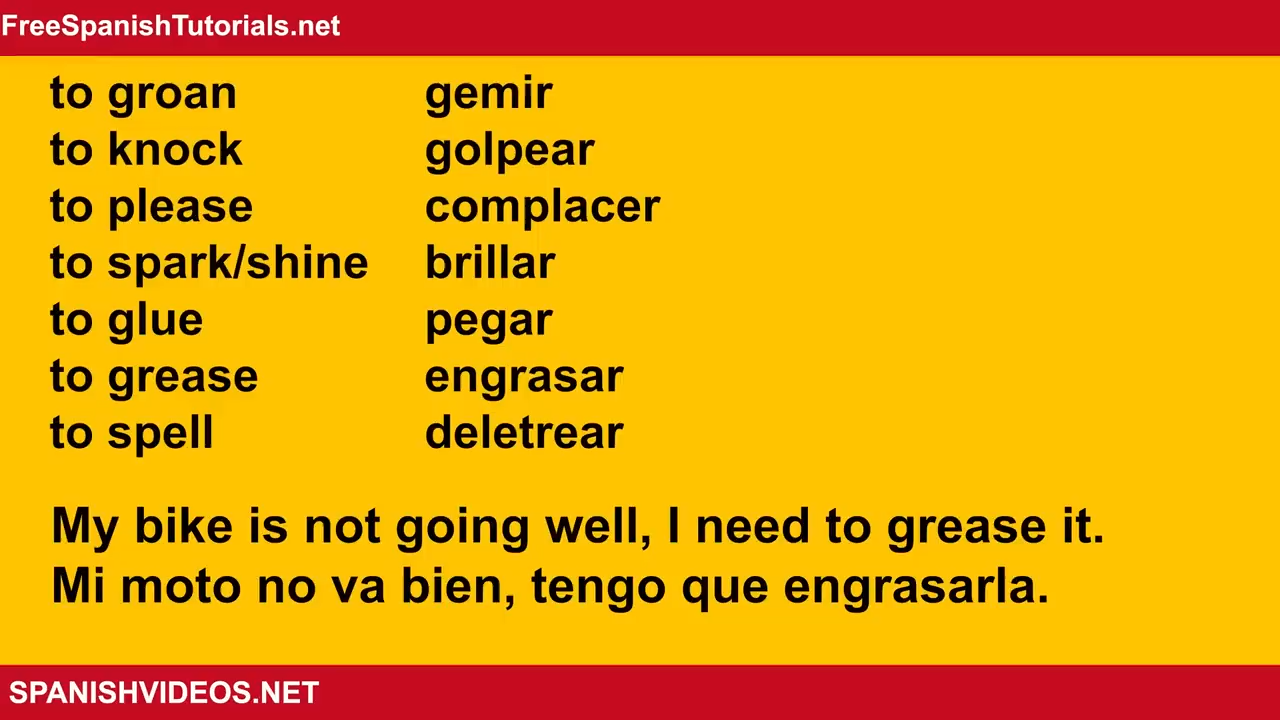 FreeSpanishTutorials.net
to groan gemir
to knock golpear
to please complacer
to spark/shine brillar
to glue pegar
to grease engrasar
to spell deletrear
My bike is not going well, I need to grease it.
Mi moto no va bien, tengo que engrasarla.
SPANISHVIDEOS.NET